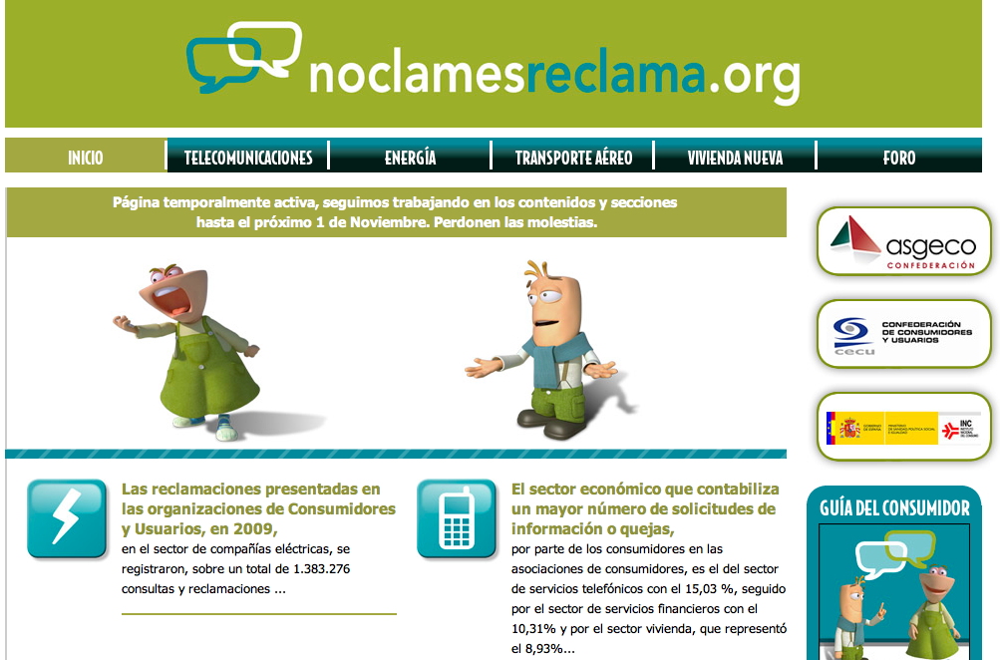 noclamesreclama.org
INICIO
TELECOMUNICACIONES
ENERGÍA
TRANSPORTE AÉREO
VIVIENDA NUEVA
FORO
Página temporalmente activa, seguimos trabajando en los contenidos y secciones
hasta el próximo 1 de Noviembre. Perdonen las molestias.
asgeco
CONFEDERACIÓN
cecu
CONFEDERACIÓN
DE CONSUMIDORES
Y USUARIOS
GOBIERNO
DE ESPAÑA
MINISTERIO
DE SANIDAD, POLÍTICA SOCIAL
E IGUALDAD
INC
INSTITUTO
NACIONAL
DEL CONSUMO
Las reclamaciones presentadas en
las organizaciones de Consumidores
y Usuarios, en 2009,
en el sector de compañías eléctricas, se
registraron, sobre un total de 1.383.276
consultas y reclamaciones ...
El sector económico que contabiliza
un mayor número de solicitudes de
información o quejas,
por parte de los consumidores en las
asociaciones de consumidores, es el del sector
de servicios telefónicos con el 15,03 %, seguido
por el sector de servicios financieros con el
10,31% y por el sector vivienda, que representó
el 8,93%...
GUÍA DEL CONSUMIDOR